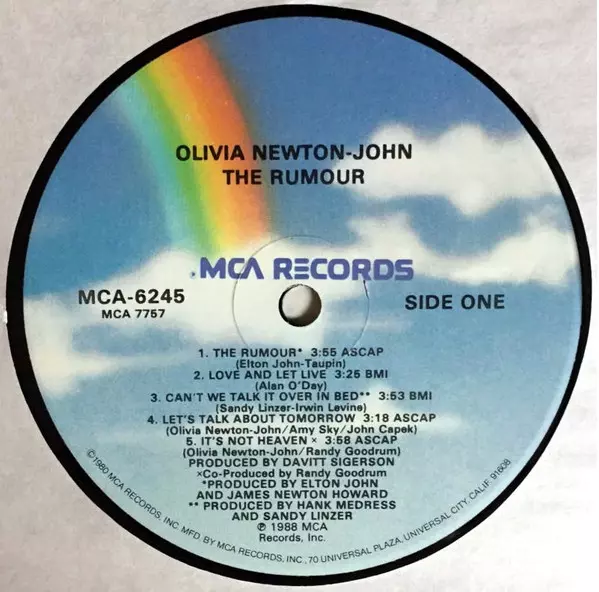 OLIVIA NEWTON-JOHN
THE RUMOUR
MCA RECORDS
MCA-6245
MCA 7757
SIDE ONE
1. THE RUMOUR* 3:55 ASCAP
(Elton John-Taupin)
2. LOVE AND LET LIVE 3:25 BMI
(Alan O'Day)
3. CAN'T WE TALK IT OVER IN BED** 3:53 BMI
(Sandy Linzer-Irwin Levine)
4. LET'S TALK ABOUT TOMORROW 3:18 ASCAP
(Olivia Newton-John/Amy Sky/John Capek)
5. IT'S NOT HEAVEN × 3:58 ASCAP
(Olivia Newton-John/Randy Goodrum)
PRODUCED BY DAVITT SIGERSON
×Co-Produced by Randy Goodrum
*PRODUCED BY ELTON JOHN
AND JAMES NEWTON HOWARD
** PRODUCED BY HANK MEDRESS
AND SANDY LINZER
℗ 1988 MCA
Records, Inc.
©1980 MCA RECORDS, INC. MFD. BY MCA RECORDS, INC., 70 UNIVERSAL PLAZA, UNIVERSAL CITY, CALIF. 91608